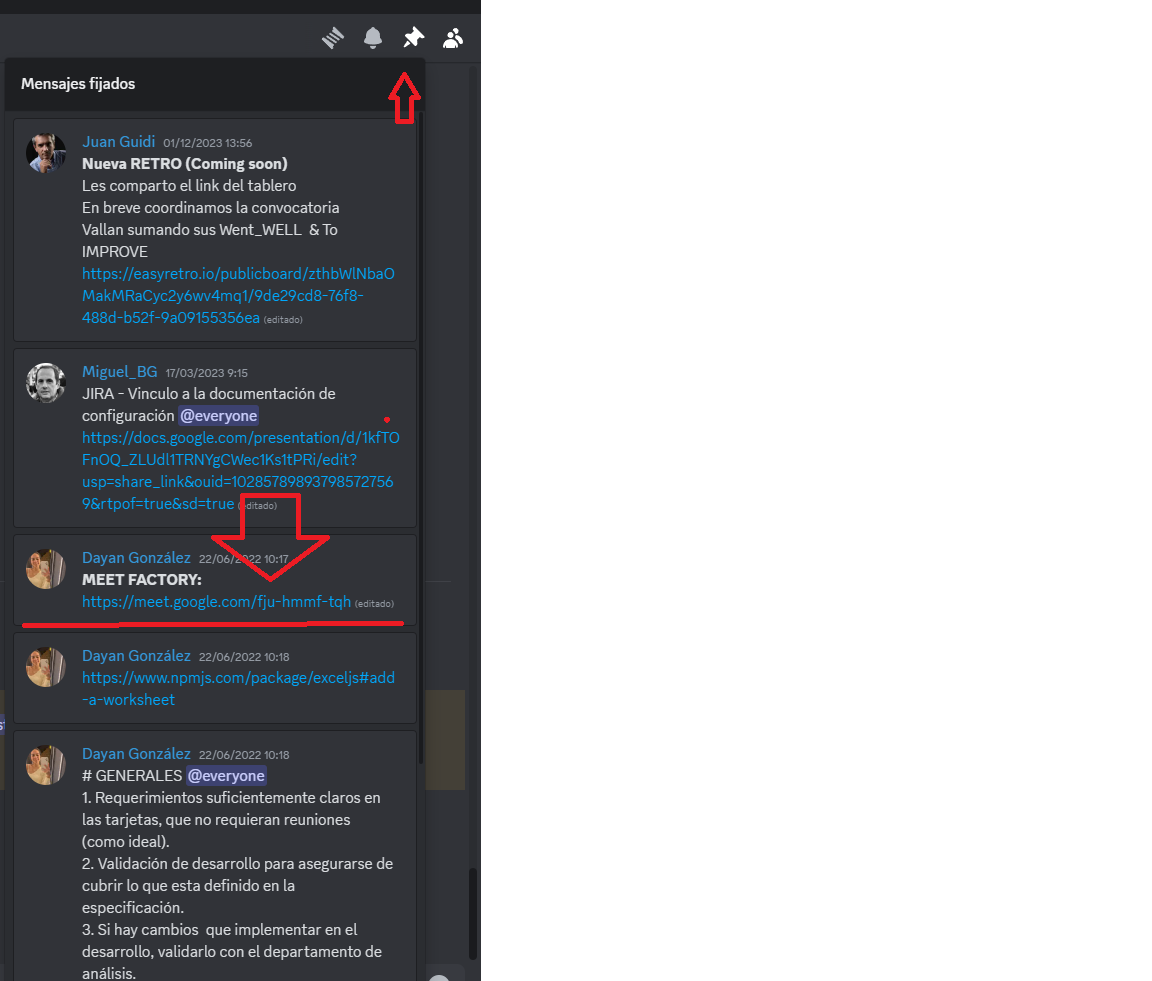 Mensajes fijados
Juan Guidi 01/12/2023 13:56
Nueva RETRO (Coming soon)
Les comparto el link del tablero
En breve coordinamos la convocatoria
Vallan sumando sus Went_WELL & To
IMPROVE
https://easyretro.io/publicboard/zthbWlNbaO
MakMRaCyc2y6wv4mq1/9de29cd8-76f8-
488d-b52f-9a09155356ea (editado)
Miguel_BG 17/03/2023 9:15
JIRA - Vinculo a la documentación de
configuración @everyone
https://docs.google.com/presentation/d/1kfTO
FnOQ_ZLUdl1TRNYgCWec1Ks1tPRi/edit?
usp=share_link&ouid=10285789893798572756
9&rtpof=true&sd=true (editado)
Dayan González 22/06/2022 10:17
MEET FACTORY:
https://meet.google.com/fju-hmmf-tqh (editado)
Dayan González 22/06/2022 10:18
https://www.npmjs.com/package/exceljs#add
-a-worksheet
Dayan González 22/06/2022 10:18
# GENERALES @everyone
1. Requerimientos suficientemente claros en
las tarjetas, que no requieran reuniones
(como ideal).
2. Validación de desarrollo para asegurarse de
cubrir lo que esta definido en la
especificación.
3. Si hay cambios que implementar en el
desarrollo, validarlo con el departamento de
análisis.